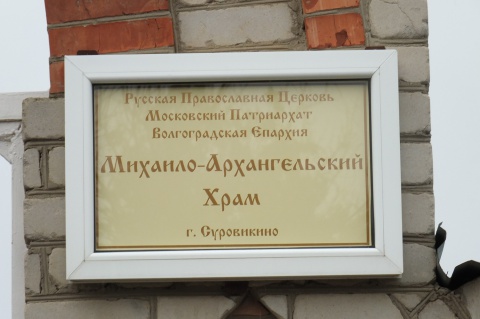 Русская Православная Церковь
Московский Патриархат
Волгоградская Епархия
Михаило-Архангельский
Храм
г. Суровикино